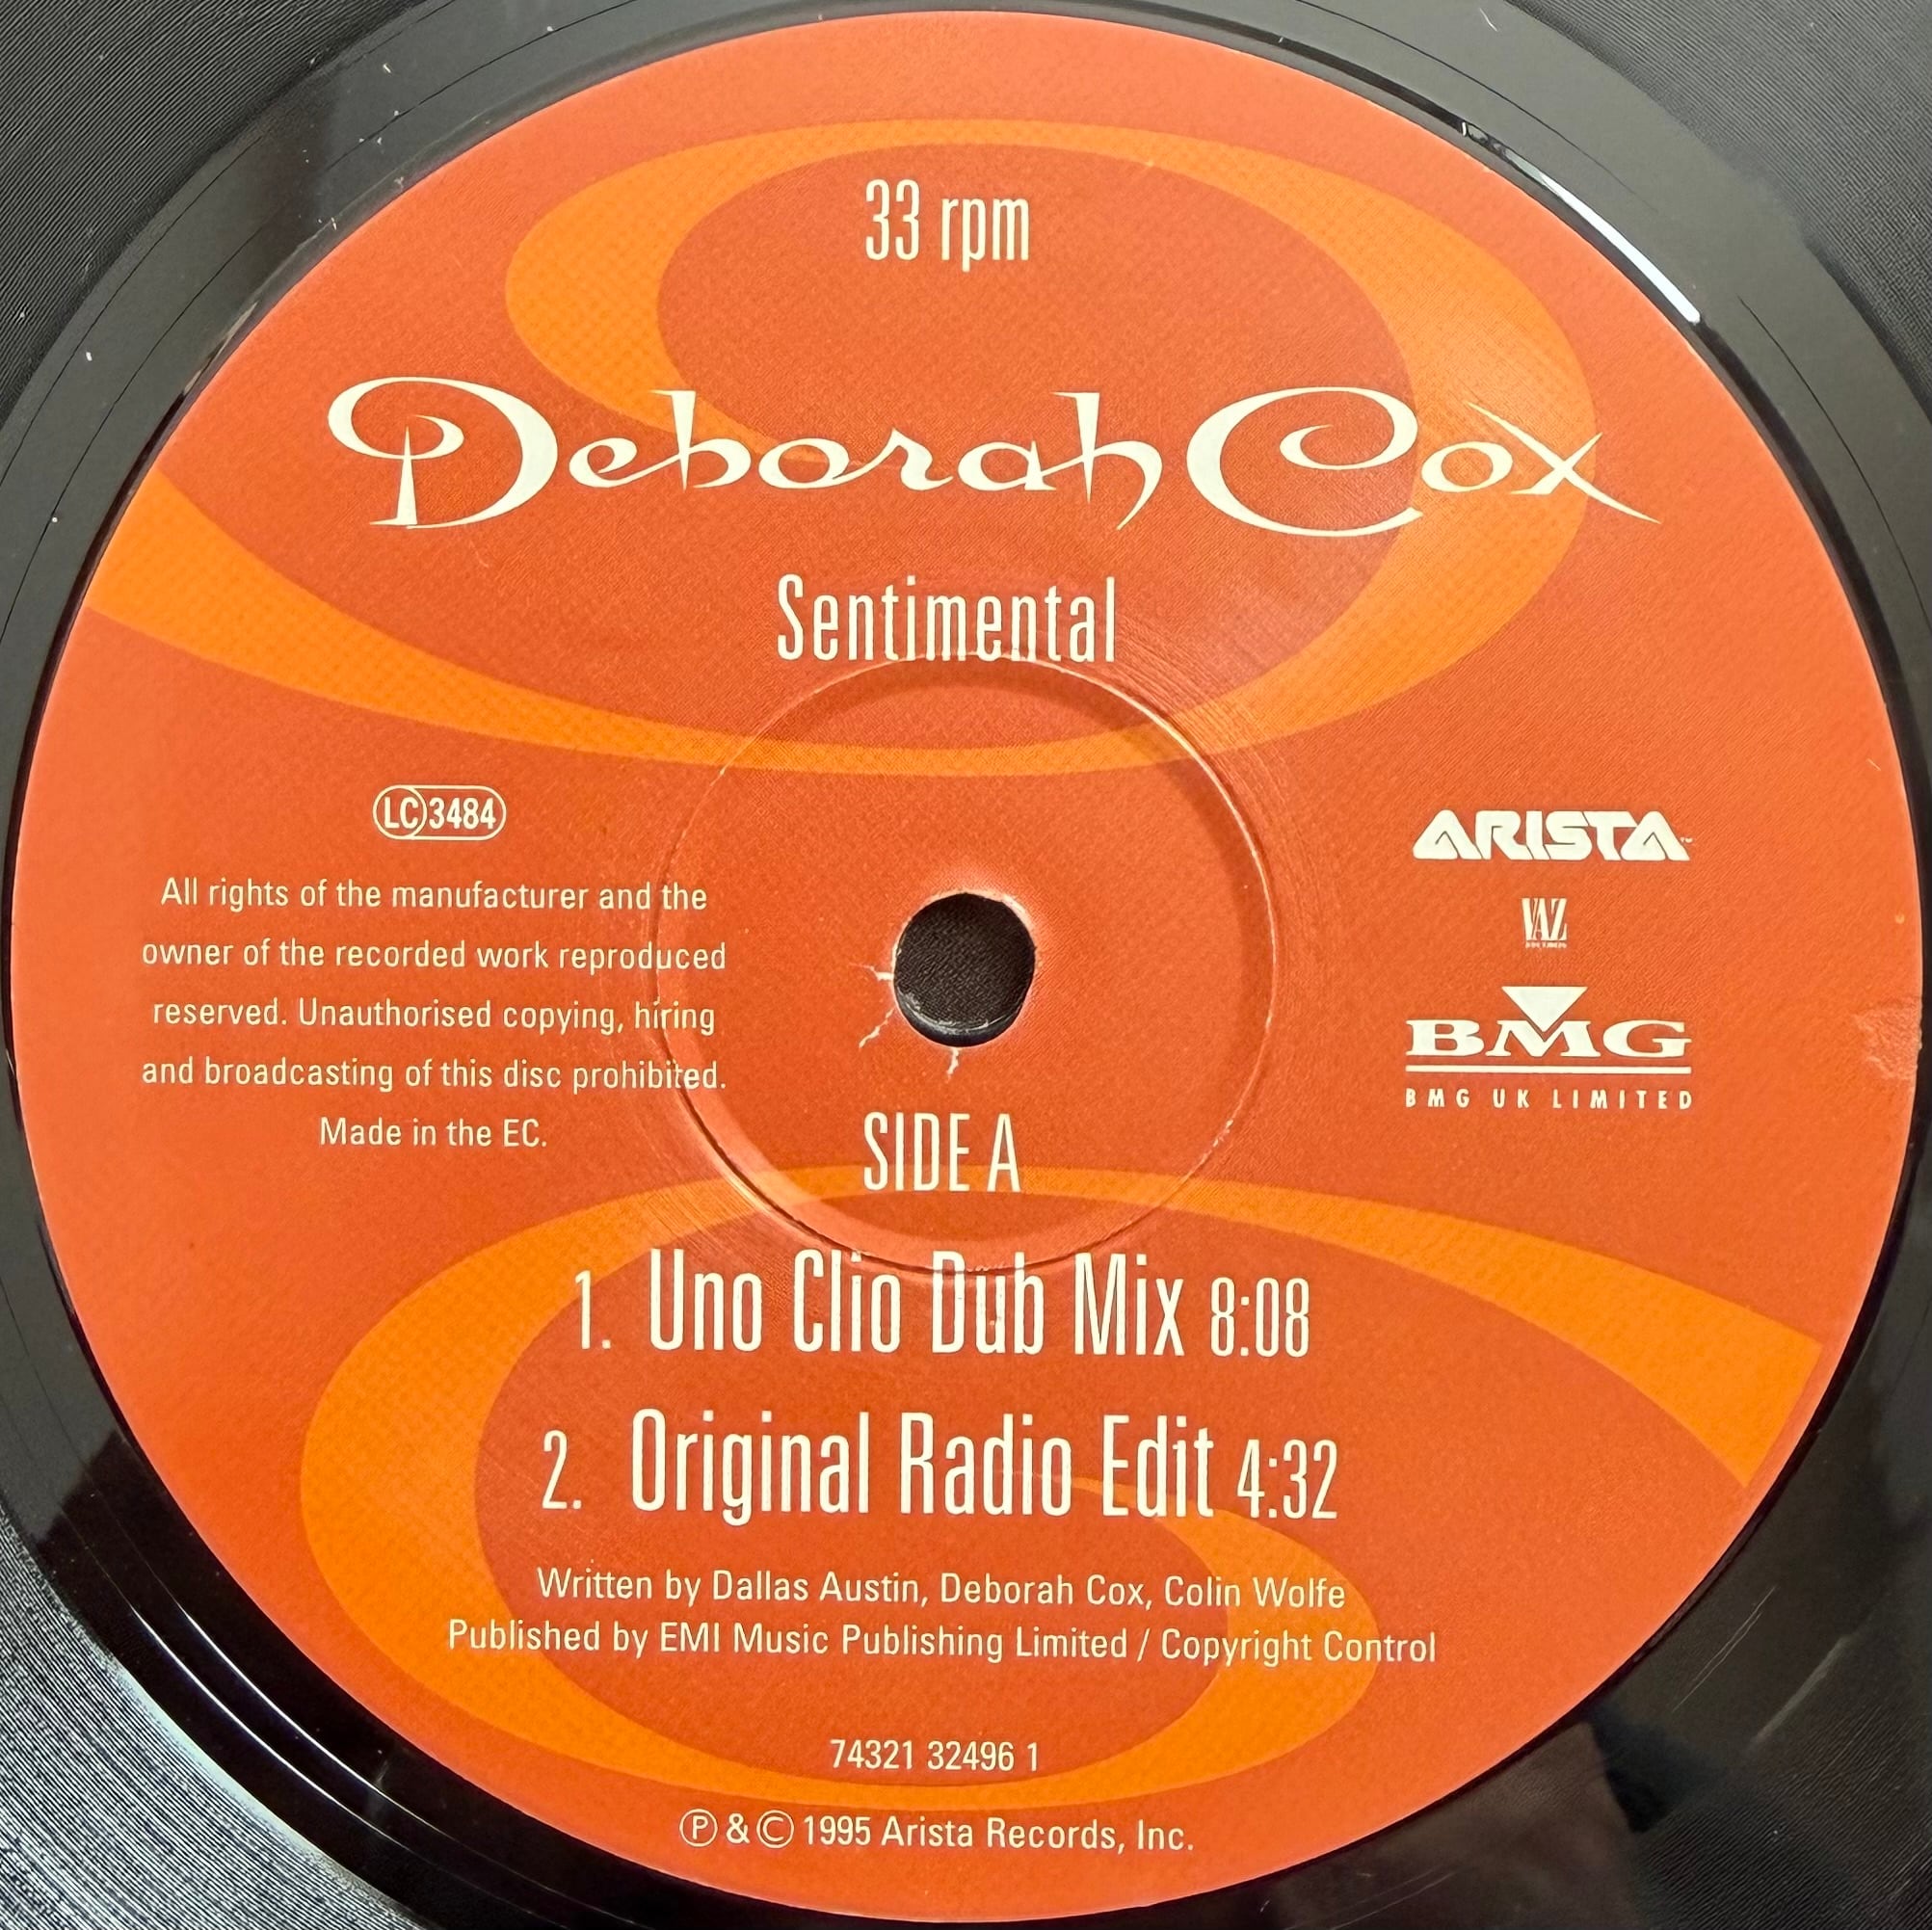 33 rpm
Deborah Cox
Sentimental
LC 3484
All rights of the manufacturer and the
owner of the recorded work reproduced
reserved. Unauthorised copying, hiring
and broadcasting of this disc prohibited.
Made in the EC.
ARISTA™
VAZ
BMG
BMG UK LIMITED
SIDE A
1. Uno Clio Dub Mix 8:08
2. Original Radio Edit 4:32
Written by Dallas Austin, Deborah Cox, Colin Wolfe
Published by EMI Music Publishing Limited / Copyright Control
74321 32496 1
℗ & © 1995 Arista Records, Inc.